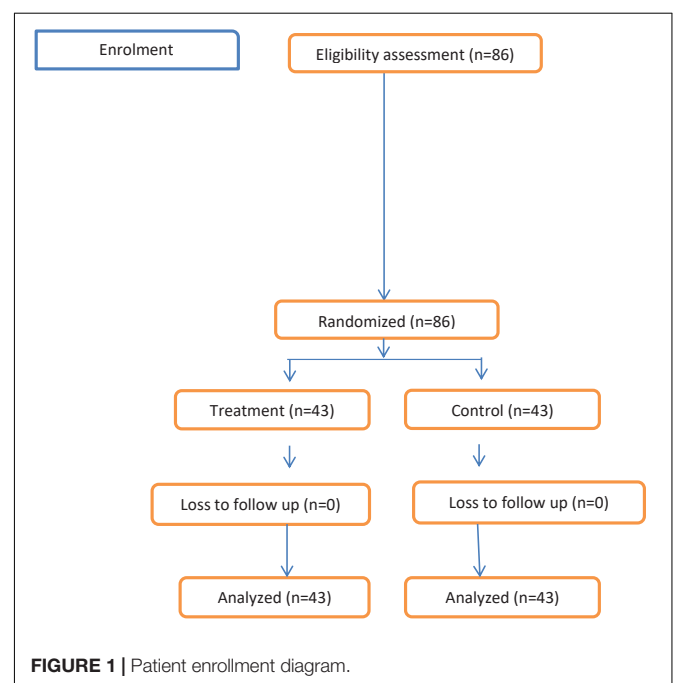 Enrolment
Eligibility assessment (n=86)
Randomized (n=86)
Treatment (n=43)
Control (n=43)
Loss to follow up (n=0)
Loss to follow up (n=0)
Analyzed (n=43)
Analyzed (n=43)
FIGURE 1 | Patient enrollment diagram.